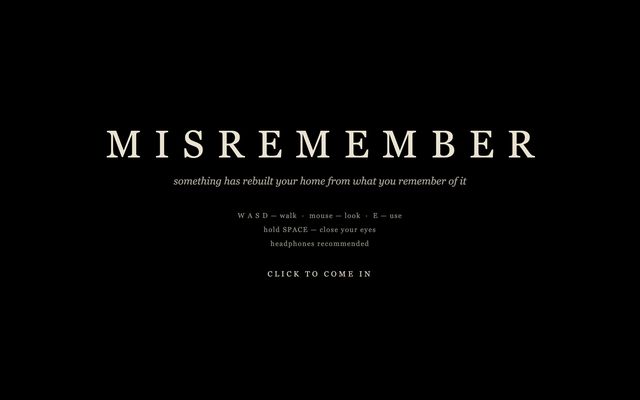 MISREMEMBER
something has rebuilt your home from what you remember of it
W A S D — walk · mouse — look · E — use
hold SPACE — close your eyes
headphones recommended
CLICK TO COME IN